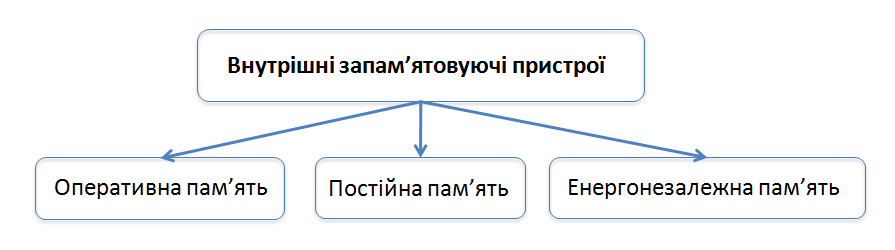 Внутрішні запам’ятовуючі пристрої
Оперативна пам’ять
Постійна пам’ять
Енергонезалежна пам’ять